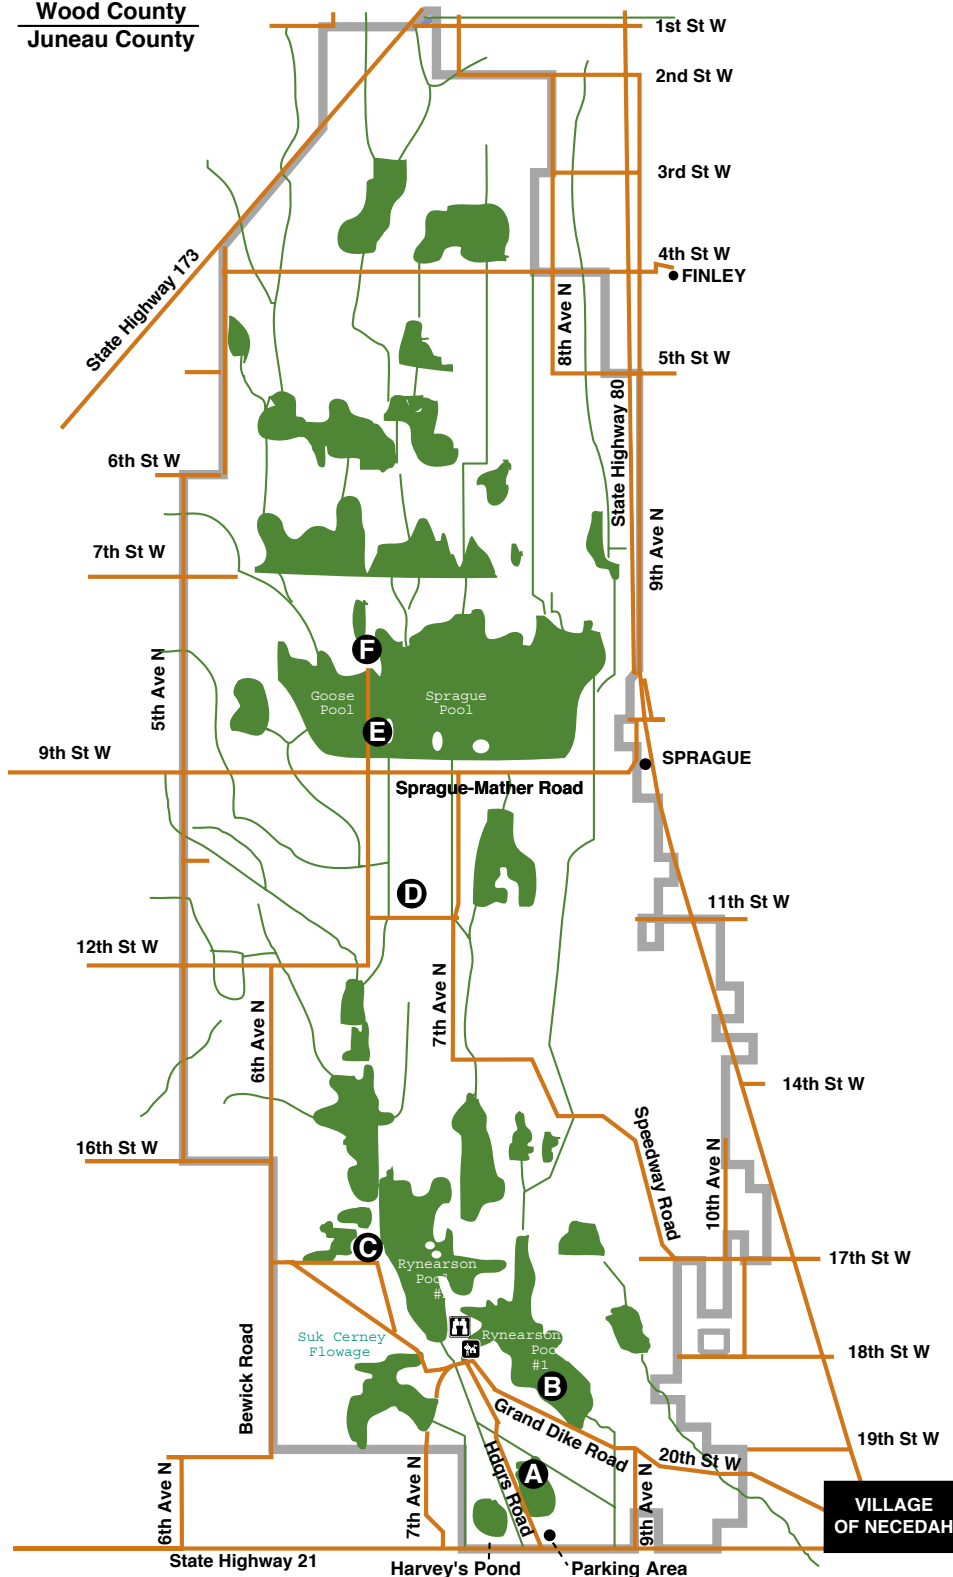 Wood County
Juneau County
1st St W
2nd St W
3rd St W
4th St W
FINLEY
State Highway 173
8th Ave N
5th St W
State Highway 80
6th St W
9th Ave N
7th St W
5th Ave N
F
Goose
Pool
Sprague
Pool
E
9th St W
SPRAGUE
Sprague-Mather Road
D
11th St W
12th St W
6th Ave N
7th Ave N
14th St W
Speedway Road
10th Ave N
16th St W
C
17th St W
Rynearson
Pool
#
Suk Cerney
Flowage
Rynearson
Poo
#1
18th St W
Bewick Road
B
Grand Dike Road
19th St W
20th St W
Hdqrs Road
A
6th Ave N
7th Ave N
9th Ave N
VILLAGE
OF NECEDAH
State Highway 21
Harvey's Pond
Parking Area